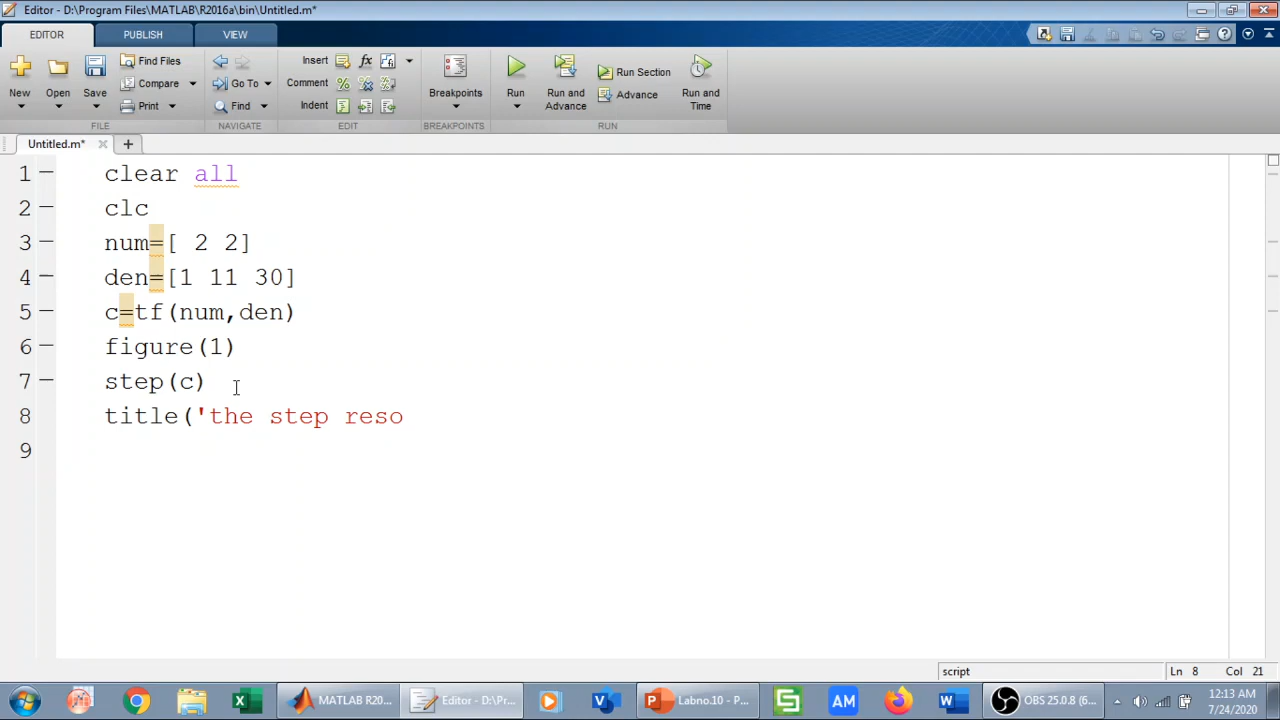 Editor - D:\Program Files\MATLAB\R2016a\bin\Untitled.m*
EDITOR PUBLISH VIEW
New Open Save Find Files Compare Print
Go To Find
Insert Comment Indent fx
Breakpoints
Run Run and Advance Run Section Advance Run and Time
FILE NAVIGATE EDIT BREAKPOINTS RUN
Untitled.m* × +
1 clear all
2 clc
3 num=[ 2 2]
4 den=[1 11 30]
5 c=tf(num,den)
6 figure(1)
7 step(c)
8 title('the step reso
9
script Ln 8 Col 21
MATLAB R20... Editor - D:\Pr... Labno.10 - P... AM OBS 25.0.8 (64...
12:13 AM
7/24/2020